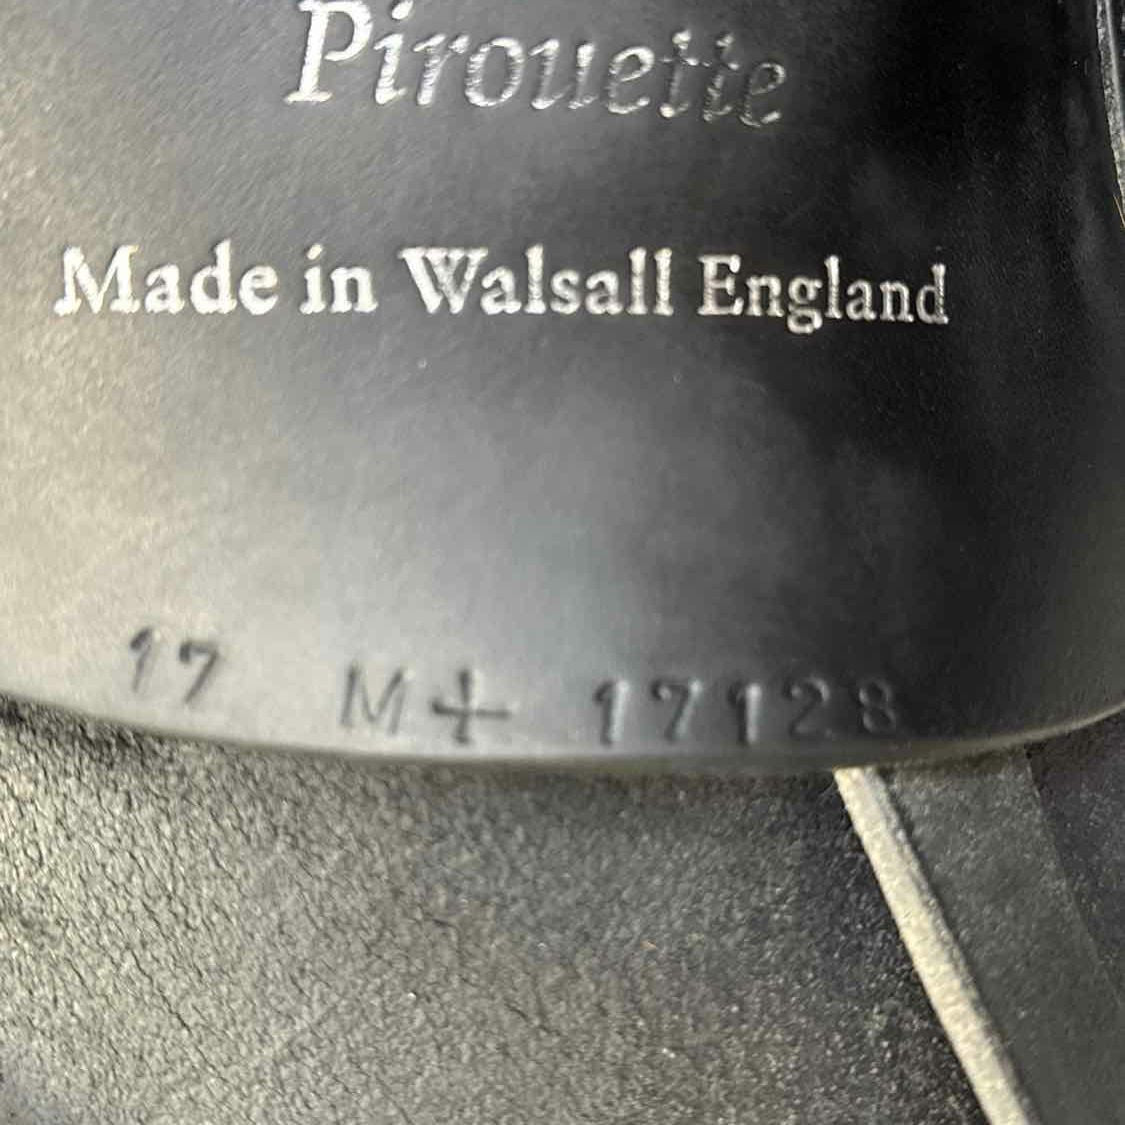 Pirouette
Made in Walsall England
17 M+ 17128